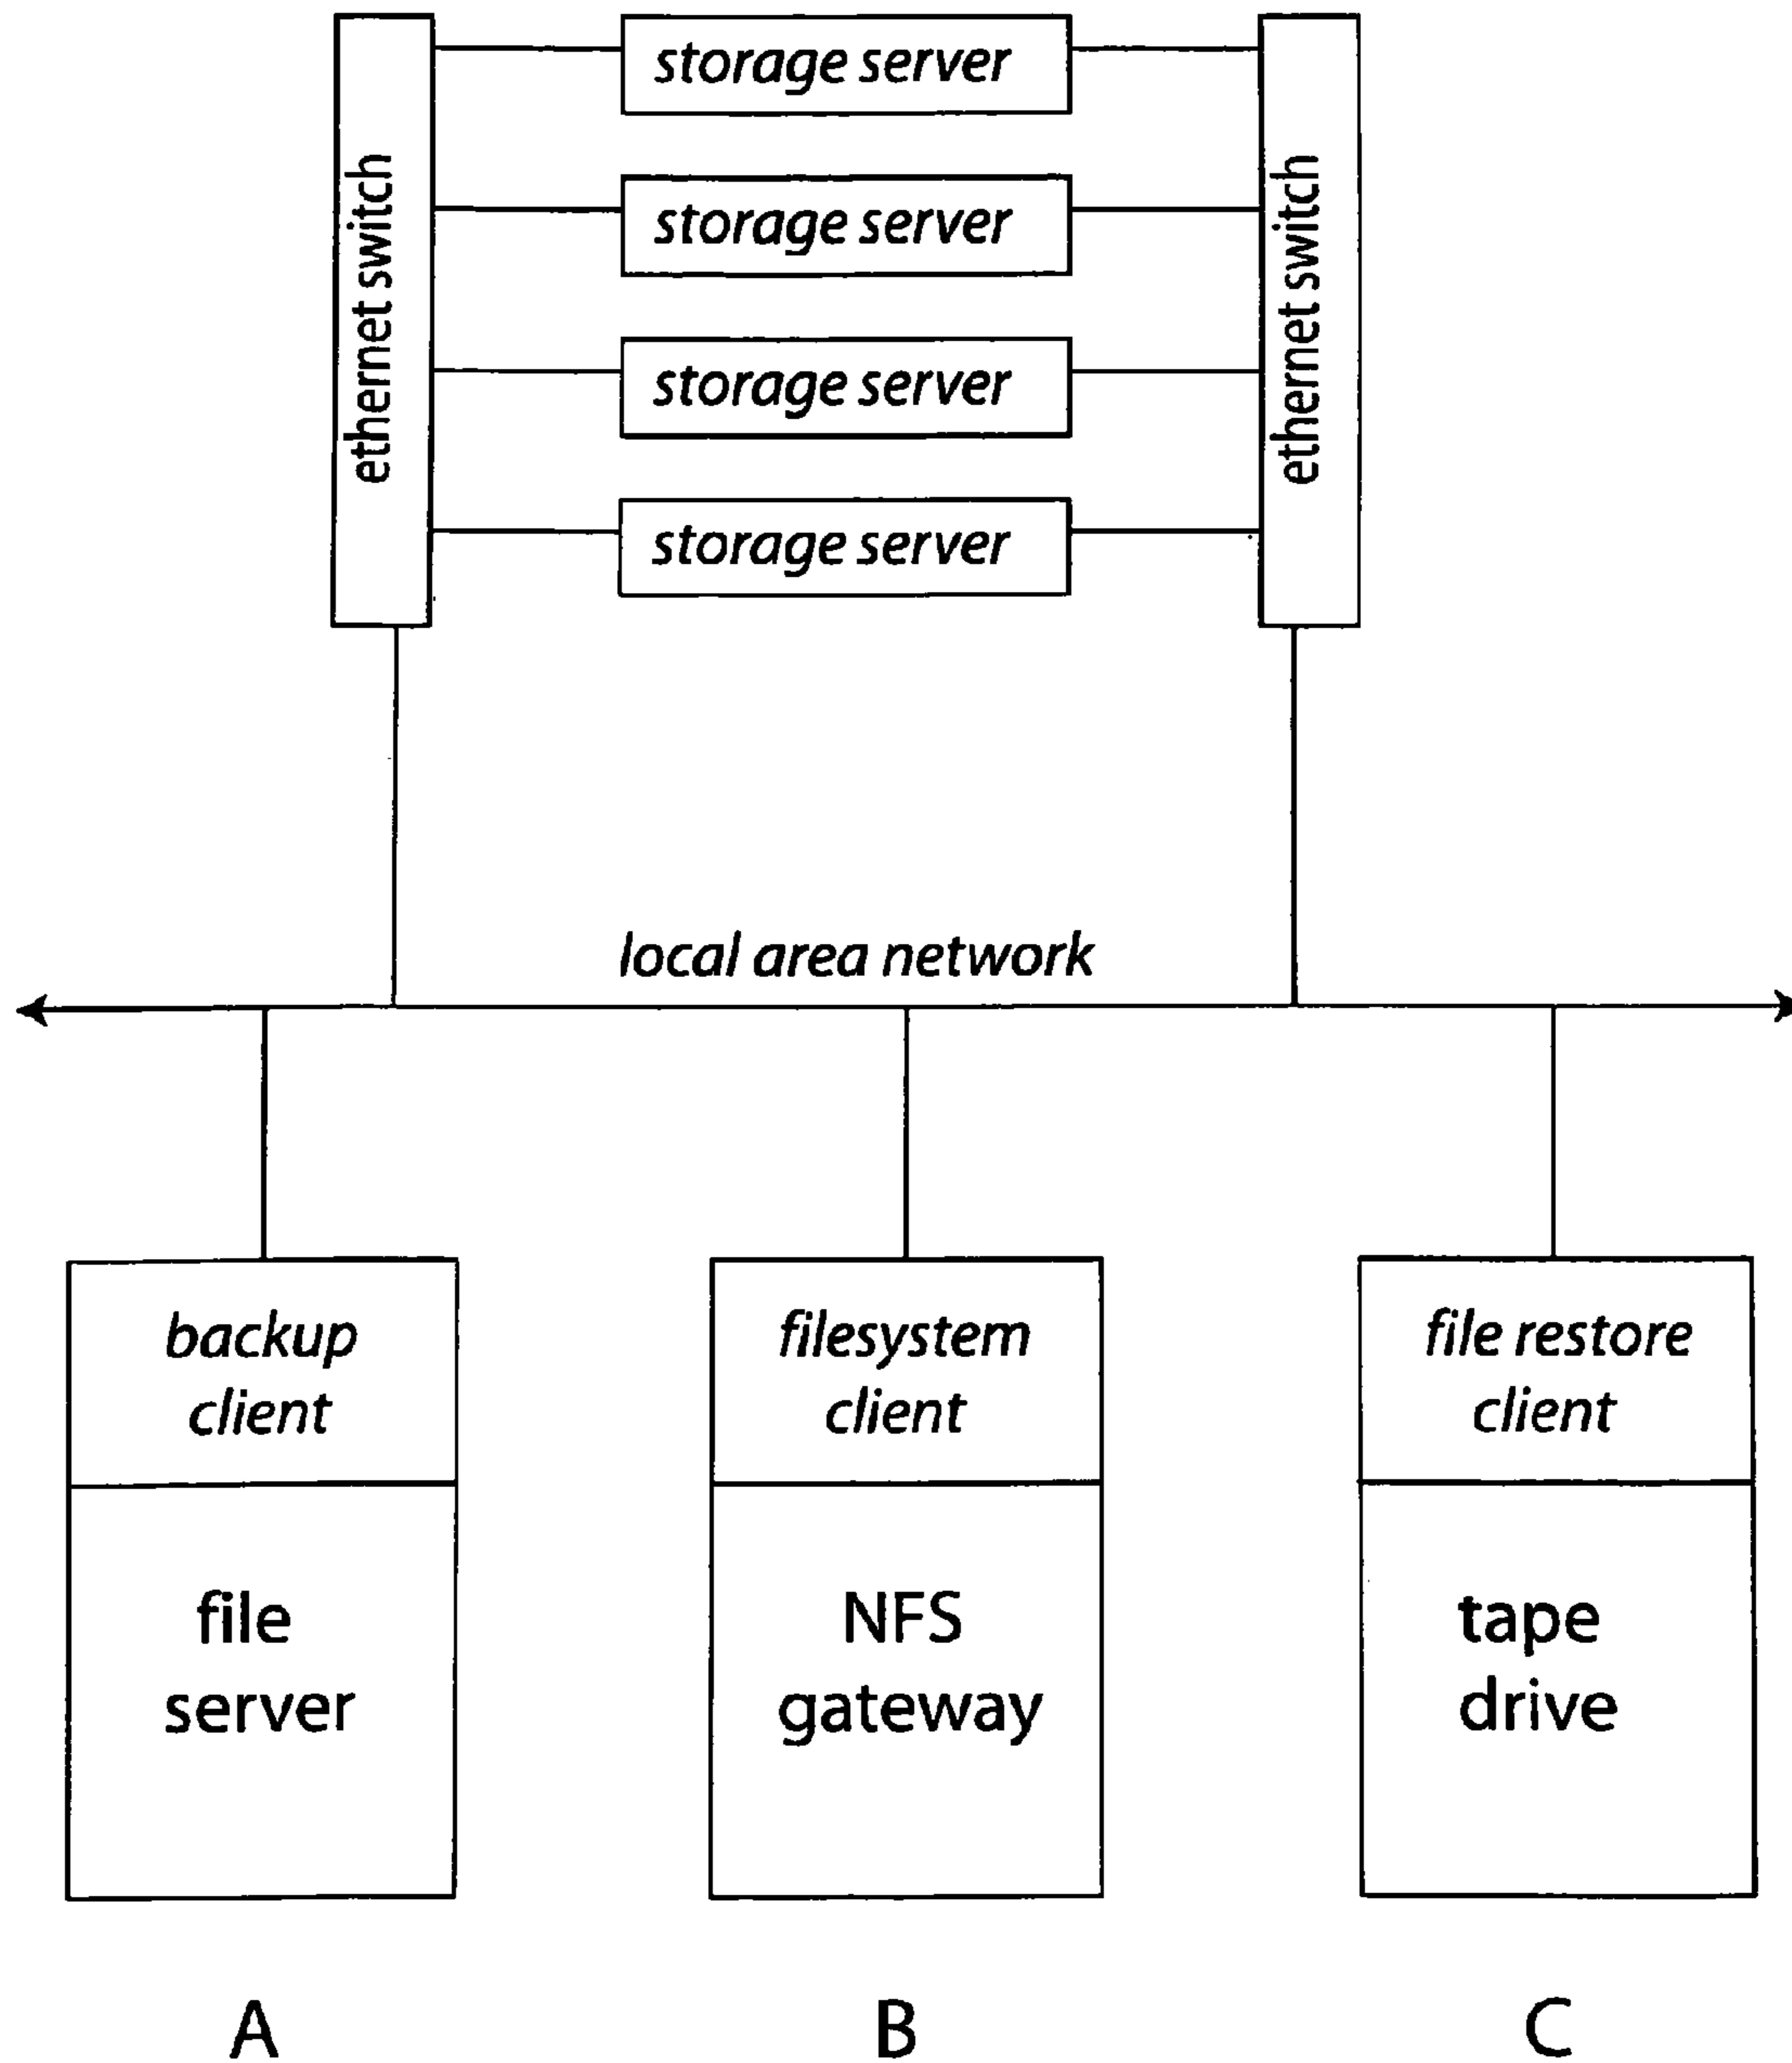 storage server
storage server
storage server
storage server
ethernet switch
ethernet switch
local area network
backup
client
filesystem
client
file restore
client
file
server
NFS
gateway
tape
drive
A
B
C